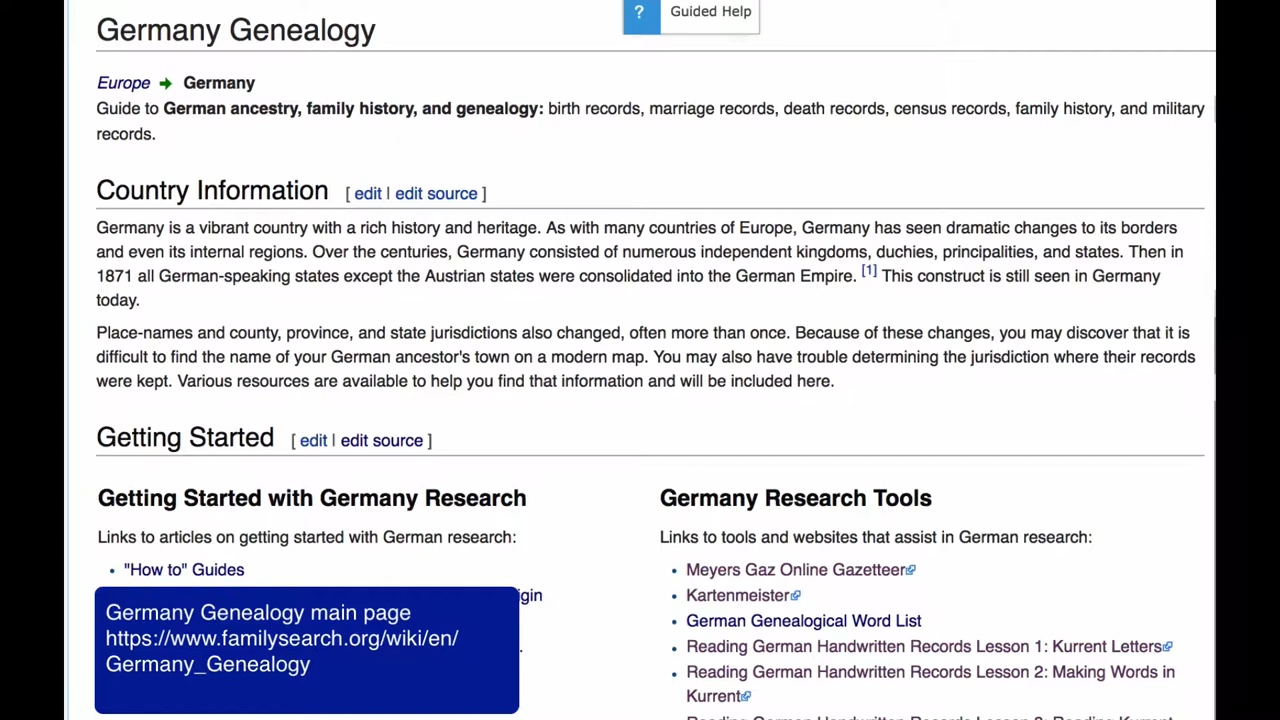 Germany Genealogy
? Guided Help
Europe Germany
Guide to German ancestry, family history, and genealogy: birth records, marriage records, death records, census records, family history, and military
records.
Country Information [ edit | edit source ]
Germany is a vibrant country with a rich history and heritage. As with many countries of Europe, Germany has seen dramatic changes to its borders
and even its internal regions. Over the centuries, Germany consisted of numerous independent kingdoms, duchies, principalities, and states. Then in
1871 all German-speaking states except the Austrian states were consolidated into the German Empire. [1] This construct is still seen in Germany
today.
Place-names and county, province, and state jurisdictions also changed, often more than once. Because of these changes, you may discover that it is
difficult to find the name of your German ancestor's town on a modern map. You may also have trouble determining the jurisdiction where their records
were kept. Various resources are available to help you find that information and will be included here.
Getting Started [ edit | edit source ]
Getting Started with Germany Research
Links to articles on getting started with German research:
• "How to" Guides
igin
.
Germany Genealogy main page
https://www.familysearch.org/wiki/en/
Germany_Genealogy
Germany Research Tools
Links to tools and websites that assist in German research:
• Meyers Gaz Online Gazetteer
• Kartenmeister
• German Genealogical Word List
• Reading German Handwritten Records Lesson 1: Kurrent Letters
• Reading German Handwritten Records Lesson 2: Making Words in
Kurrent